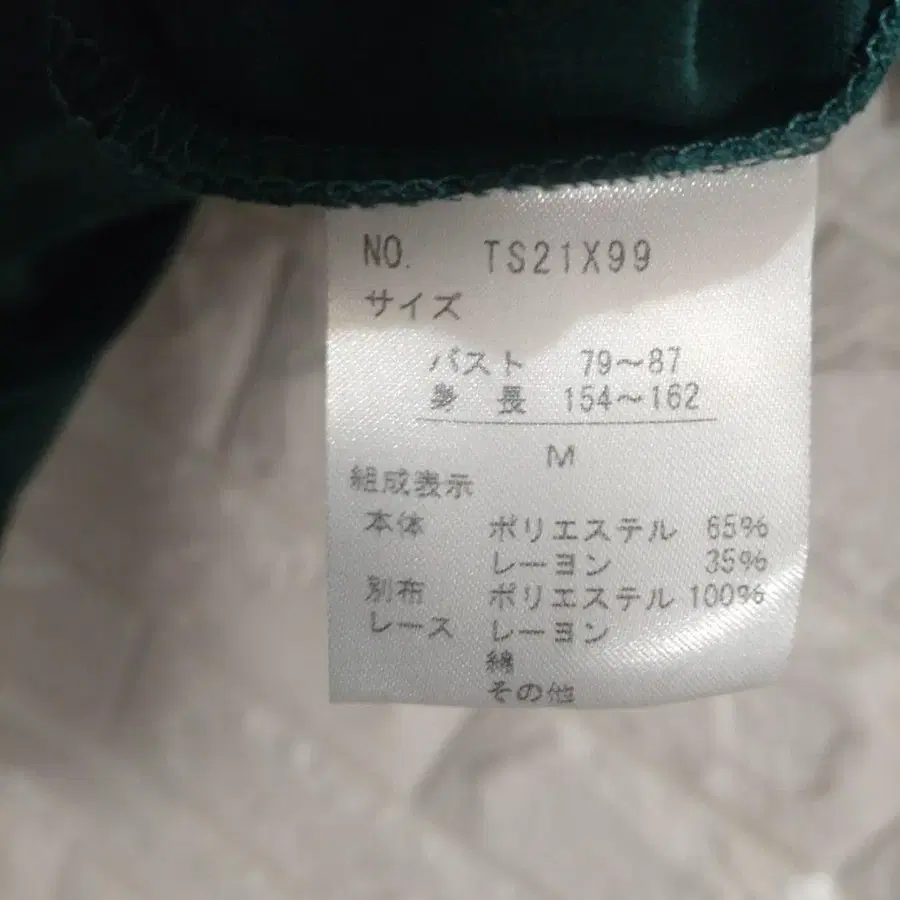 NO. TS21X99
サイズ
バスト 79~87
身長 154~162
M
組成表示
本体 ポリエステル 65%
レーヨン 35%
別布 ポリエステル 100%
レース レーヨン
綿
その他